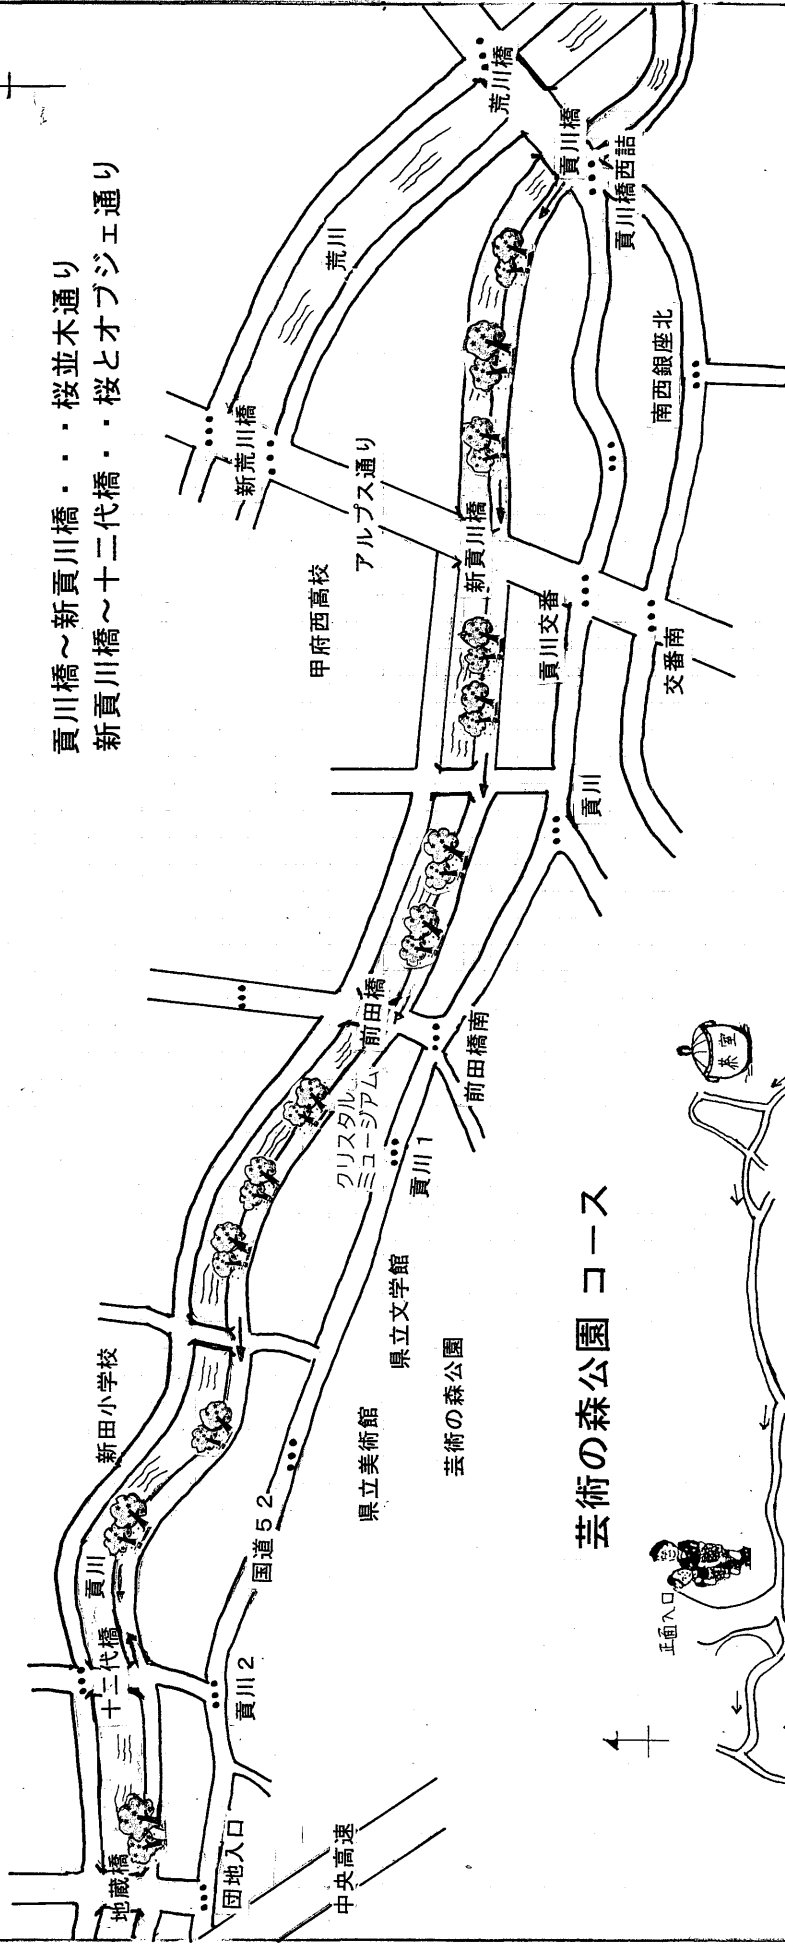 貢川橋～新貢川橋・・・桜並木通り
新貢川橋～十二代橋・・桜とオブジェ通り
荒川橋
貢川橋
貢川橋西詰
荒川
新荒川橋
アルプス通り
南西銀座北
甲府西高校
新貢川橋
貢川交番
交番南
貢川
前田橋
前田橋南
クリスタル
ミュージアム
貢川1
県立文学館
県立美術館
芸術の森公園
新田小学校
国道52
貢川
十二代橋
貢川2
地蔵橋
団地入口
中央高速
芸術の森公園 コース
茶室
正面入口